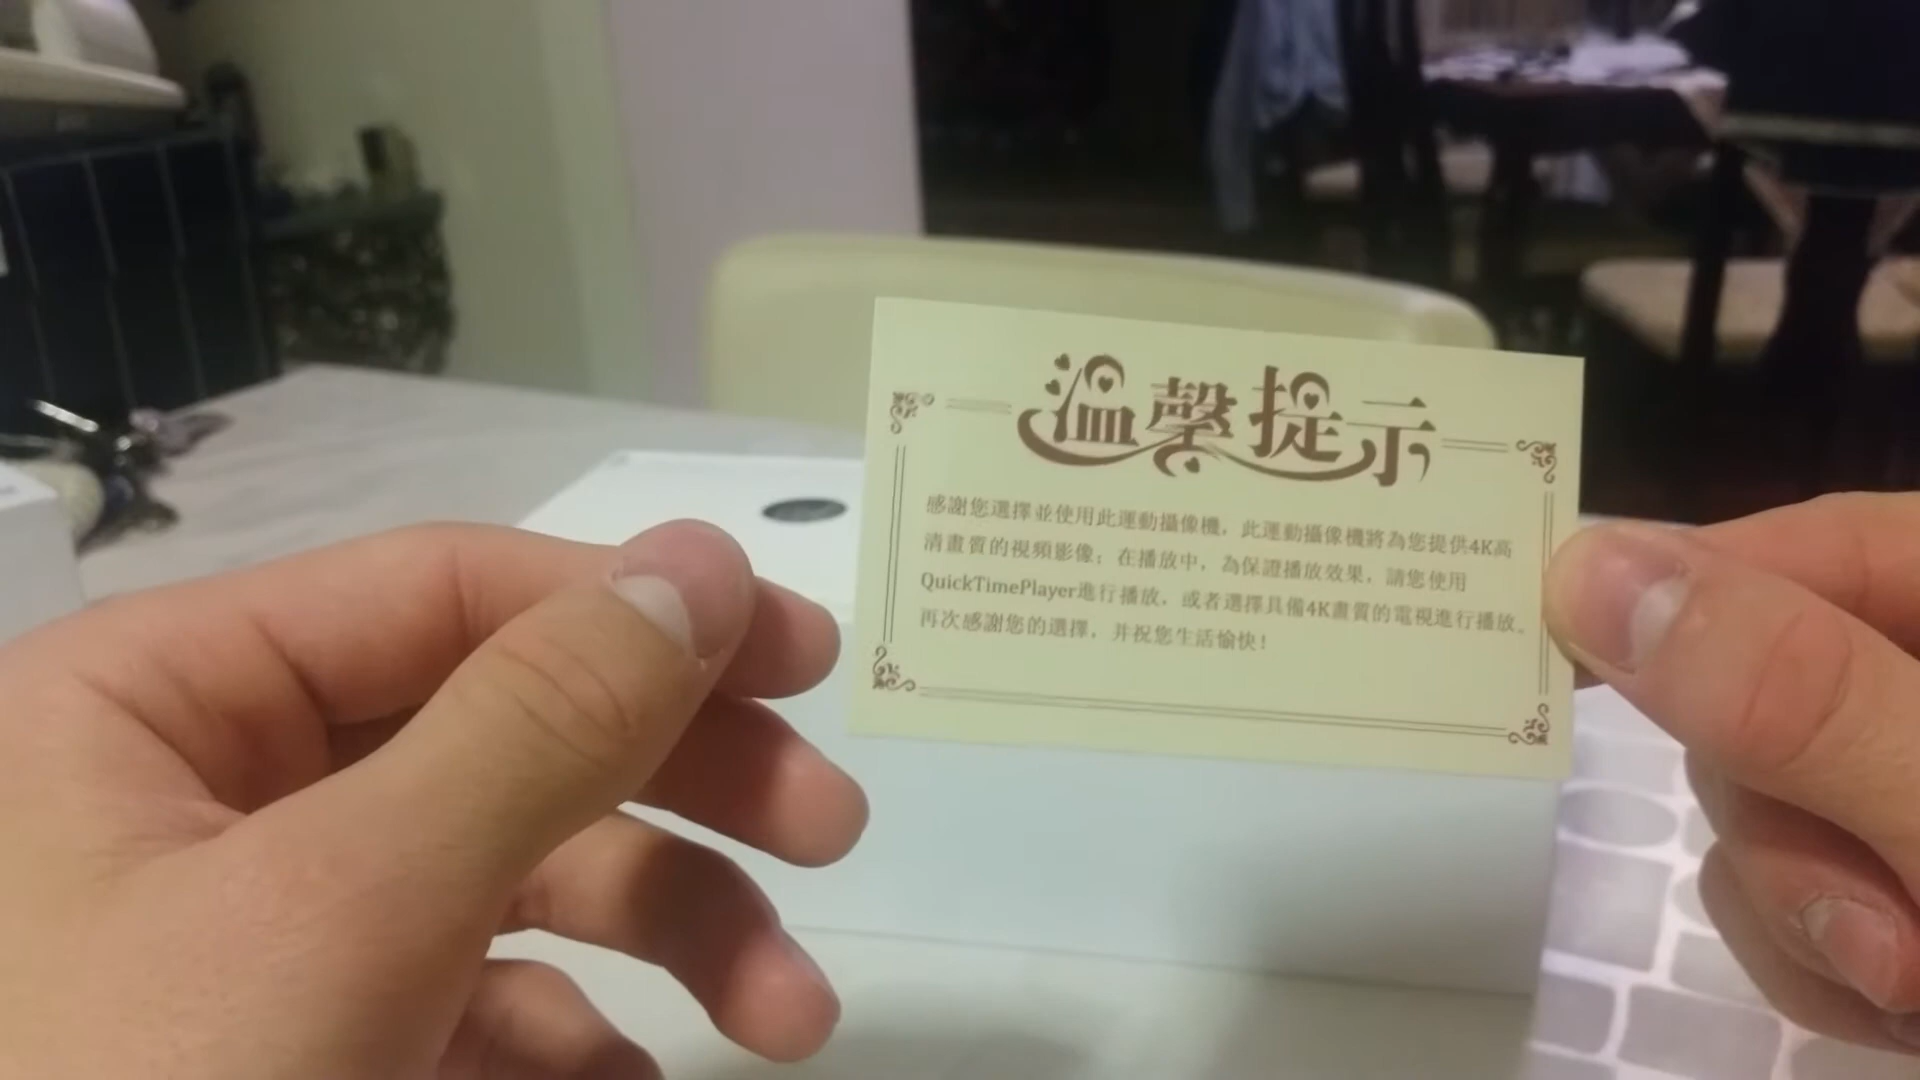 溫馨提示
感謝您選擇並使用此運動攝像機，此運動攝像機將為您提供4K高
清畫質的視頻影像；在播放中，為保證播放效果，請您使用
QuickTimePlayer進行播放，或者選擇具備4K畫質的電視進行播放。
再次感謝您的選擇，并祝您生活愉快！